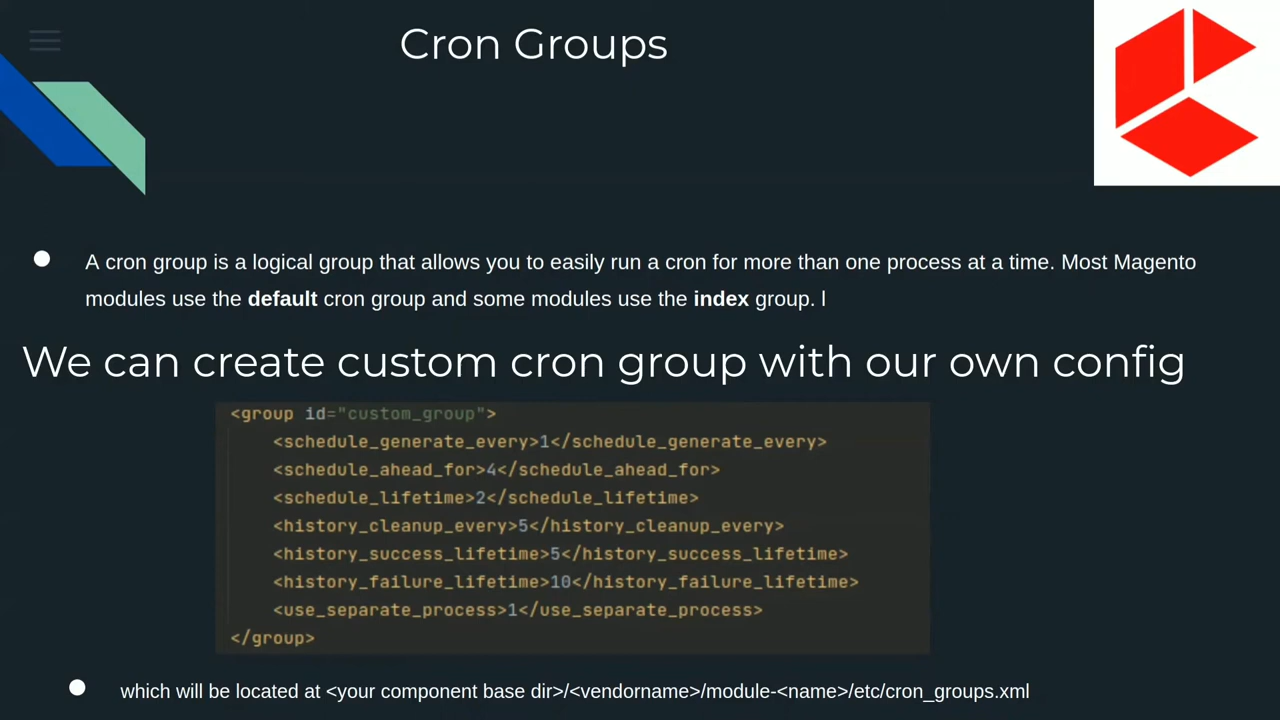 Cron Groups
A cron group is a logical group that allows you to easily run a cron for more than one process at a time. Most Magento
modules use the default cron group and some modules use the index group. l
We can create custom cron group with our own config
<group id="custom_group">
<schedule_generate_every>1</schedule_generate_every>
<schedule_ahead_for>4</schedule_ahead_for>
<schedule_lifetime>2</schedule_lifetime>
<history_cleanup_every>5</history_cleanup_every>
<history_success_lifetime>5</history_success_lifetime>
<history_failure_lifetime>10</history_failure_lifetime>
<use_separate_process>1</use_separate_process>
</group>
which will be located at <your component base dir>/<vendorname>/module-<name>/etc/cron_groups.xml